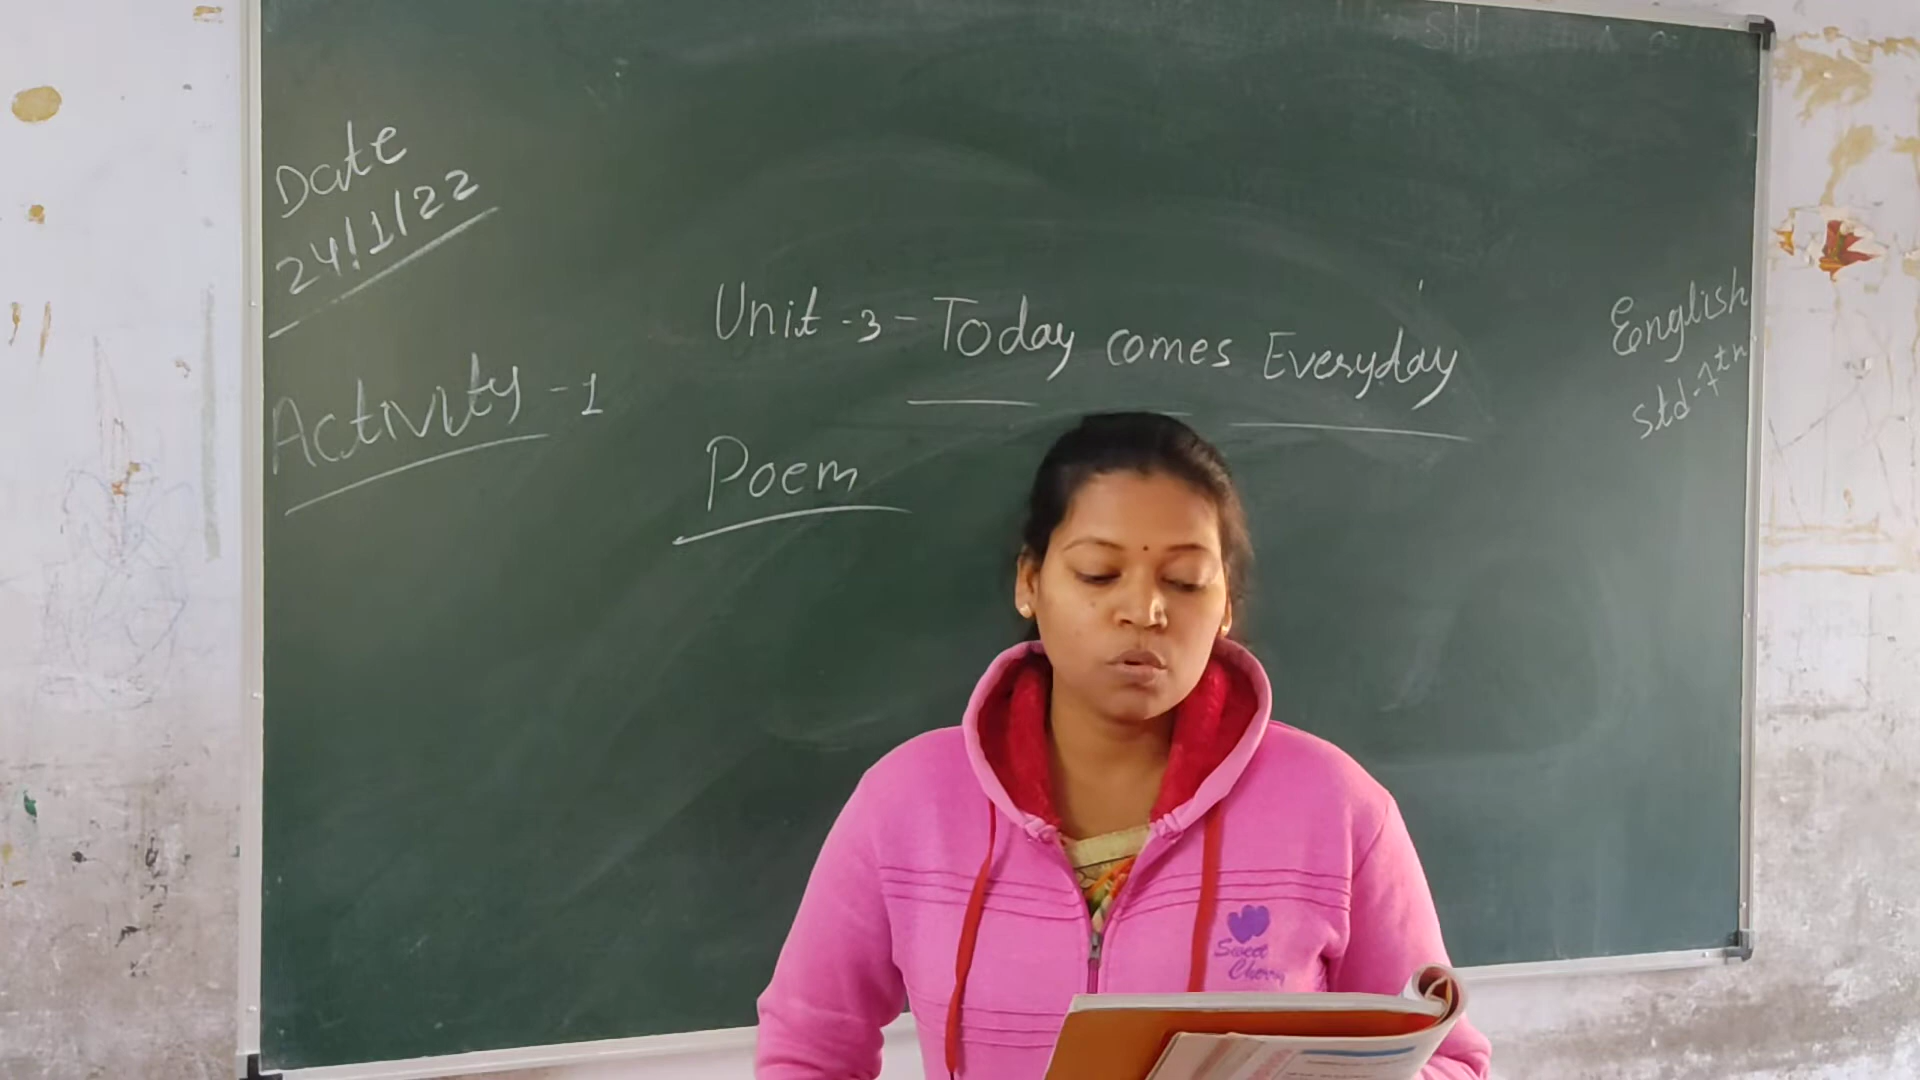 Date
24/1/22
Activity - 1
Unit - 3 - Today comes Everyday
Poem
English
std - 7th
Sweet
Cherry